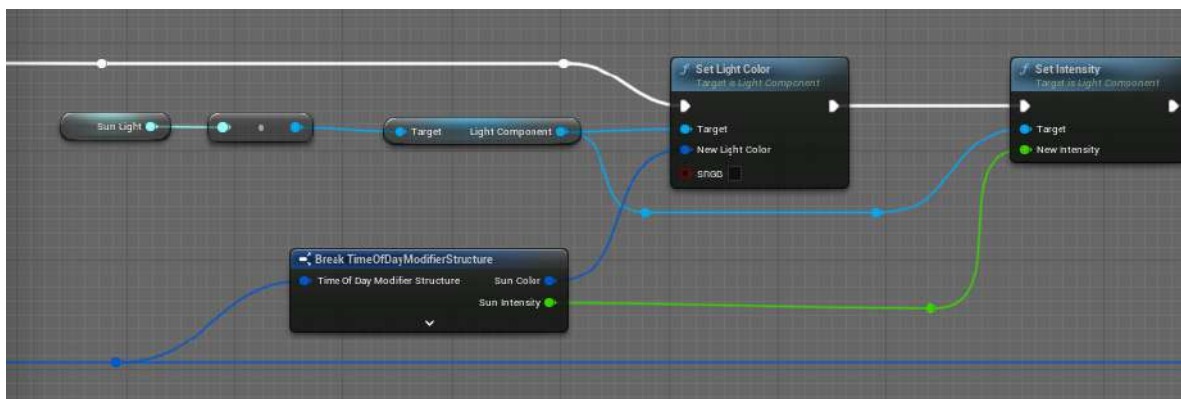 Set Light Color
Target is Light Component
Set Intensity
Target is Light Component
Sun Light
Target
Light Component
Target
New Light Color
SRGB
Target
New Intensity
Break TimeOfDayModifierStructure
Time Of Day Modifier Structure
Sun Color
Sun Intensity